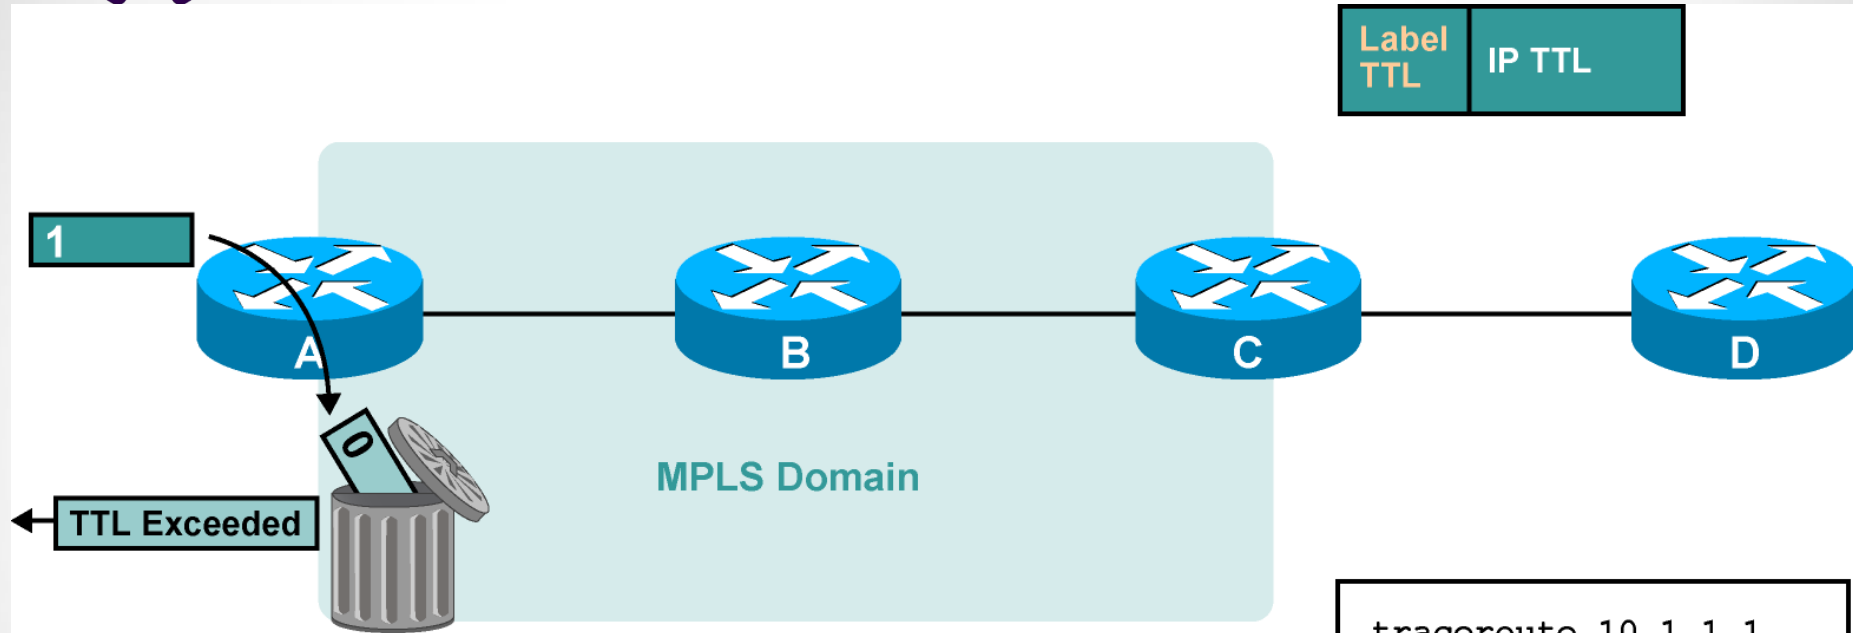 Label
TTL
IP TTL
1
A
B
C
D
0
MPLS Domain
TTL Exceeded
traceroute 10.1.1.1